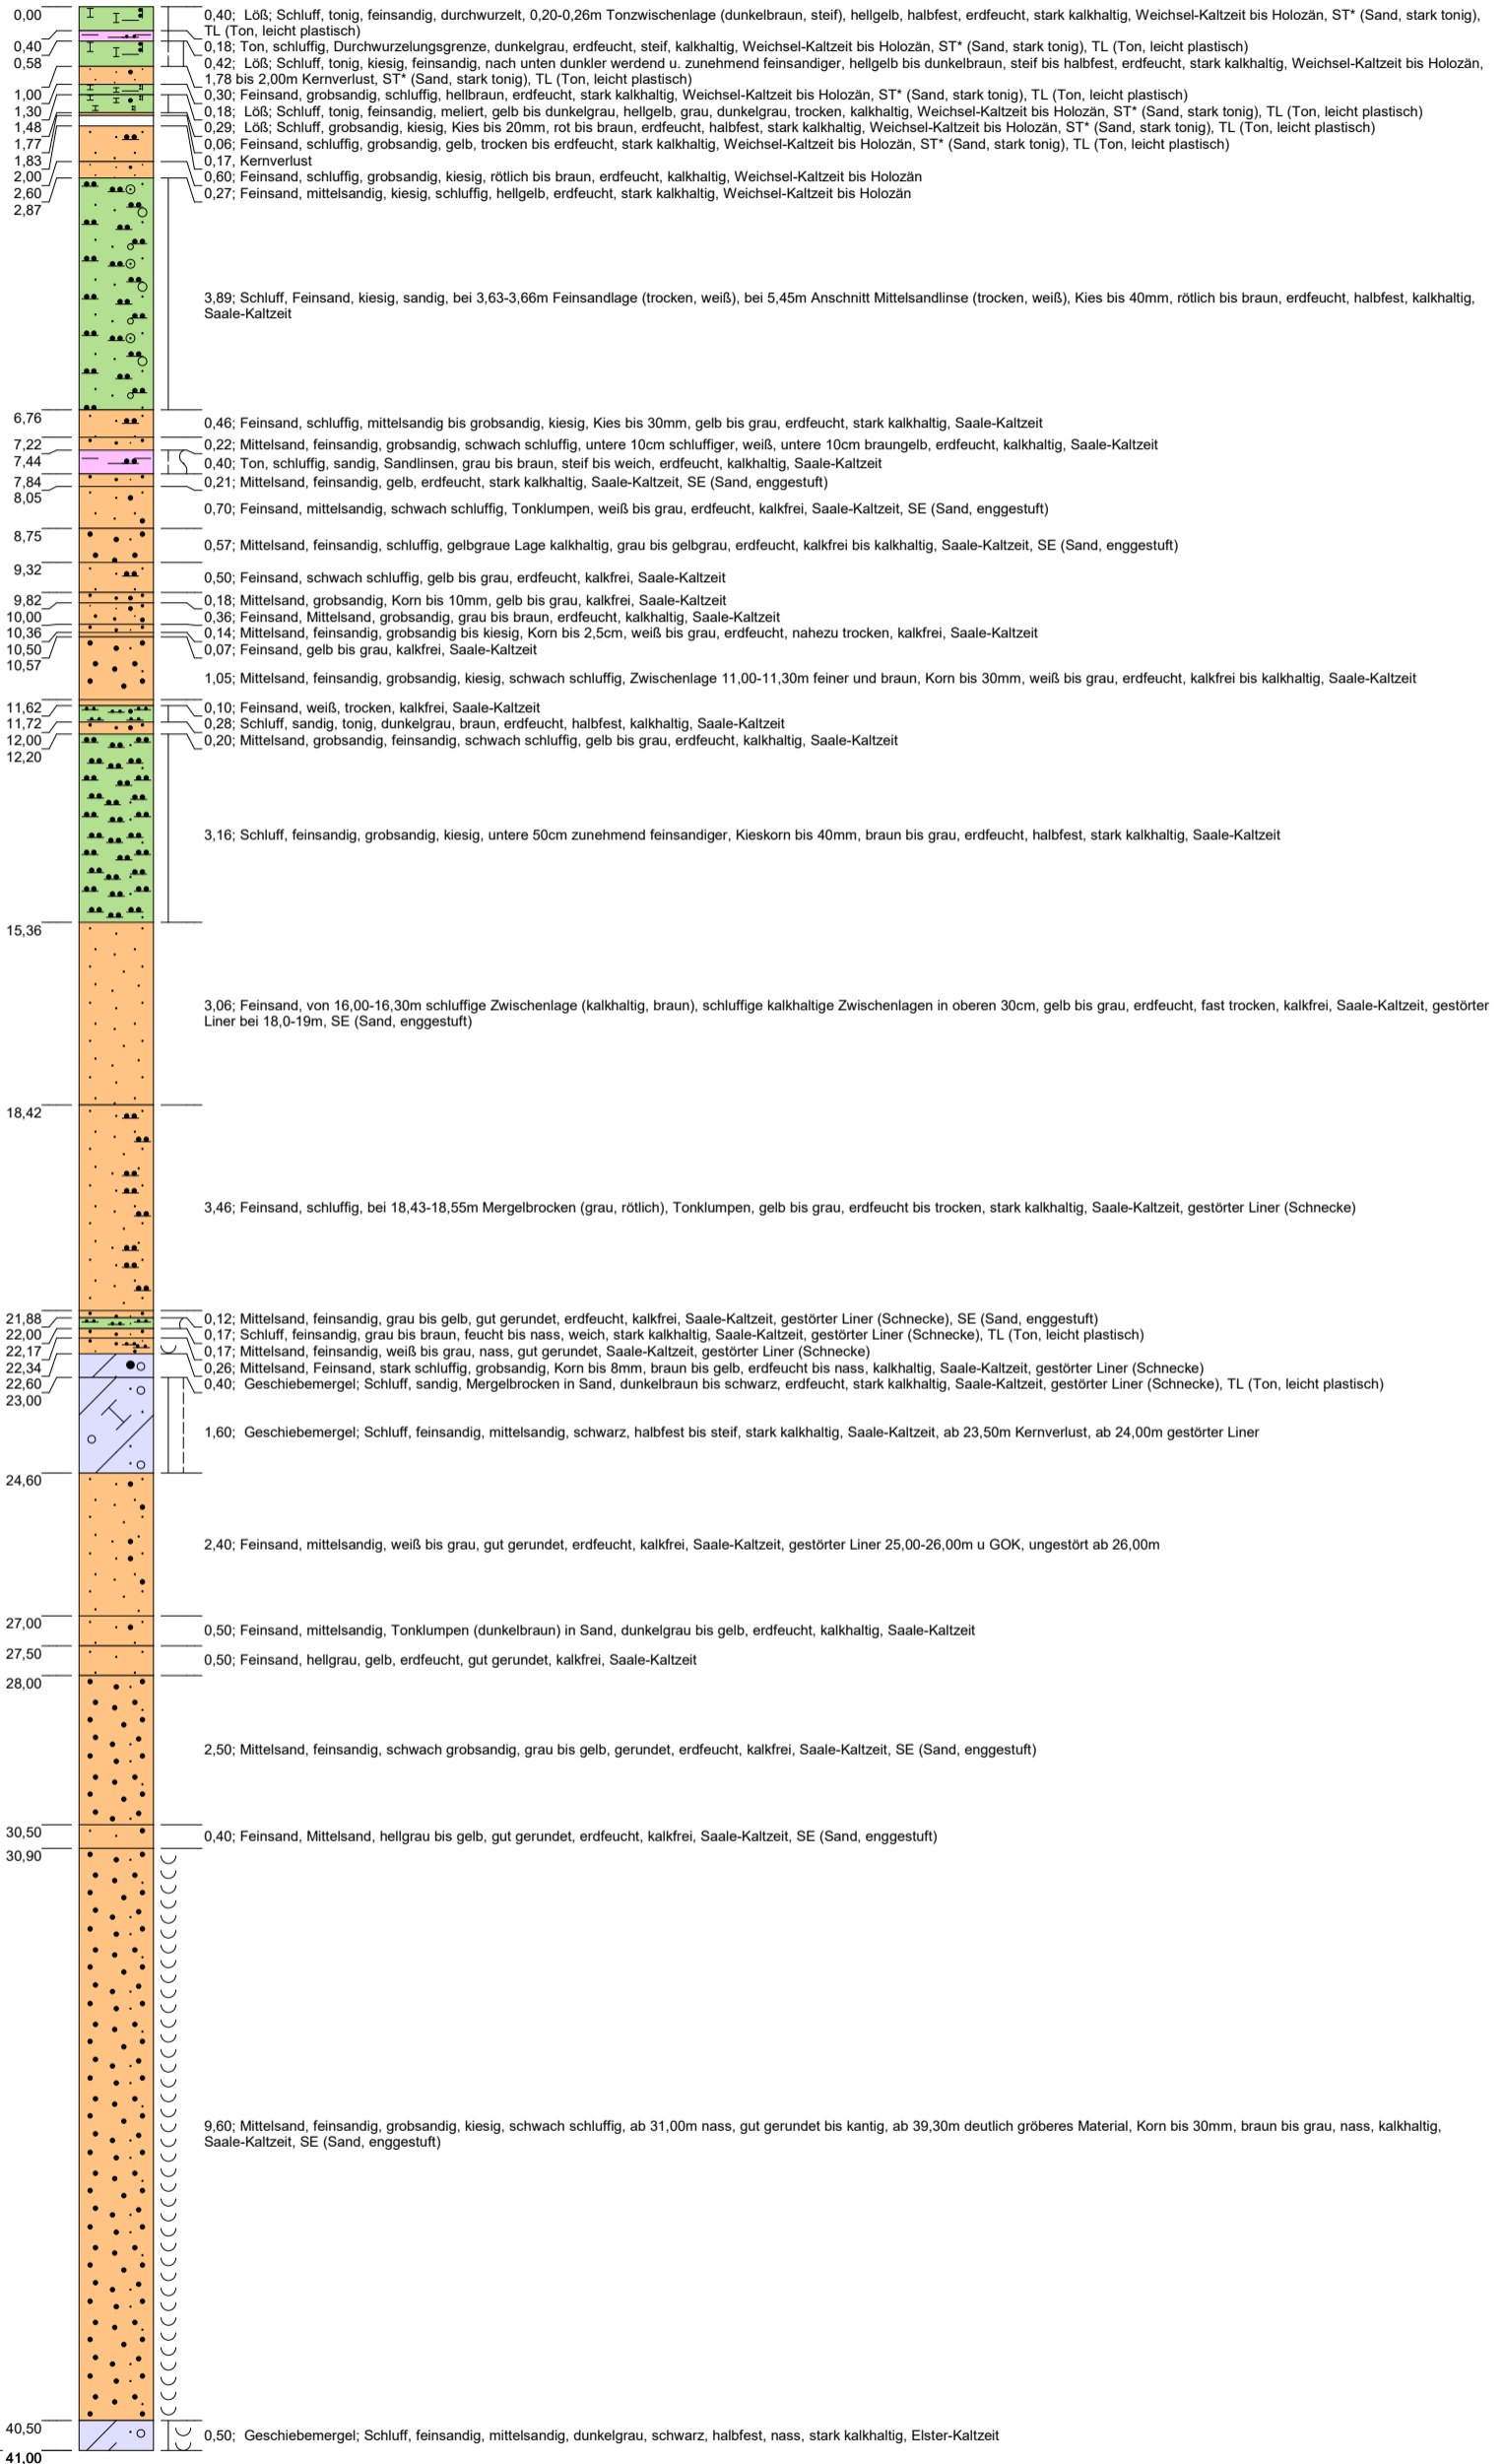 0,00
0,40; Löß; Schluff, tonig, feinsandig, durchwurzelt, 0,20-0,26m Tonzwischenlage (dunkelbraun, steif), hellgelb, halbfest, erdfeucht, stark kalkhaltig, Weichsel-Kaltzeit bis Holozän, ST* (Sand, stark tonig),
TL (Ton, leicht plastisch)
0,40
0,18; Ton, schluffig, Durchwurzelungsgrenze, dunkelgrau, erdfeucht, steif, kalkhaltig, Weichsel-Kaltzeit bis Holozän, ST* (Sand, stark tonig), TL (Ton, leicht plastisch)
0,58
0,42; Löß; Schluff, tonig, kiesig, feinsandig, nach unten dunkler werdend u. zunehmend feinsandiger, hellgelb bis dunkelbraun, steif bis halbfest, erdfeucht, stark kalkhaltig, Weichsel-Kaltzeit bis Holozän,
1,78 bis 2,00m Kernverlust, ST* (Sand, stark tonig), TL (Ton, leicht plastisch)
1,00
0,30; Feinsand, grobsandig, schluffig, hellbraun, erdfeucht, stark kalkhaltig, Weichsel-Kaltzeit bis Holozän, ST* (Sand, stark tonig), TL (Ton, leicht plastisch)
1,30
0,18; Löß; Schluff, tonig, feinsandig, meliert, gelb bis dunkelgrau, hellgelb, grau, dunkelgrau, trocken, kalkhaltig, Weichsel-Kaltzeit bis Holozän, ST* (Sand, stark tonig), TL (Ton, leicht plastisch)
1,48
0,29; Löß; Schluff, grobsandig, kiesig, Kies bis 20mm, rot bis braun, erdfeucht, halbfest, stark kalkhaltig, Weichsel-Kaltzeit bis Holozän, ST* (Sand, stark tonig), TL (Ton, leicht plastisch)
1,77
0,06; Feinsand, schluffig, grobsandig, gelb, trocken bis erdfeucht, stark kalkhaltig, Weichsel-Kaltzeit bis Holozän, ST* (Sand, stark tonig), TL (Ton, leicht plastisch)
1,83
0,17, Kernverlust
2,00
0,60; Feinsand, schluffig, grobsandig, kiesig, rötlich bis braun, erdfeucht, kalkhaltig, Weichsel-Kaltzeit bis Holozän
2,60
0,27; Feinsand, mittelsandig, kiesig, schluffig, hellgelb, erdfeucht, stark kalkhaltig, Weichsel-Kaltzeit bis Holozän
2,87
3,89; Schluff, Feinsand, kiesig, sandig, bei 3,63-3,66m Feinsandlage (trocken, weiß), bei 5,45m Anschnitt Mittelsandlinse (trocken, weiß), Kies bis 40mm, rötlich bis braun, erdfeucht, halbfest, kalkhaltig,
Saale-Kaltzeit
6,76
0,46; Feinsand, schluffig, mittelsandig bis grobsandig, kiesig, Kies bis 30mm, gelb bis grau, erdfeucht, stark kalkhaltig, Saale-Kaltzeit
7,22
0,22; Mittelsand, feinsandig, grobsandig, schwach schluffig, untere 10cm schluffiger, weiß, untere 10cm braungelb, erdfeucht, kalkhaltig, Saale-Kaltzeit
7,44
0,40; Ton, schluffig, sandig, Sandlinsen, grau bis braun, steif bis weich, erdfeucht, kalkhaltig, Saale-Kaltzeit
7,84
0,21; Mittelsand, feinsandig, gelb, erdfeucht, stark kalkhaltig, Saale-Kaltzeit, SE (Sand, enggestuft)
8,05
0,70; Feinsand, mittelsandig, schwach schluffig, Tonklumpen, weiß bis grau, erdfeucht, kalkfrei, Saale-Kaltzeit, SE (Sand, enggestuft)
8,75
0,57; Mittelsand, feinsandig, schluffig, gelbgraue Lage kalkhaltig, grau bis gelbgrau, erdfeucht, kalkfrei bis kalkhaltig, Saale-Kaltzeit, SE (Sand, enggestuft)
9,32
0,50; Feinsand, schwach schluffig, gelb bis grau, erdfeucht, kalkfrei, Saale-Kaltzeit
9,82
0,18; Mittelsand, grobsandig, Korn bis 10mm, gelb bis grau, kalkfrei, Saale-Kaltzeit
10,00
0,36; Feinsand, Mittelsand, grobsandig, grau bis braun, erdfeucht, kalkhaltig, Saale-Kaltzeit
10,36
0,14; Mittelsand, feinsandig, grobsandig bis kiesig, Korn bis 2,5cm, weiß bis grau, erdfeucht, nahezu trocken, kalkfrei, Saale-Kaltzeit
10,50
0,07; Feinsand, gelb bis grau, kalkfrei, Saale-Kaltzeit
10,57
1,05; Mittelsand, feinsandig, grobsandig, kiesig, schwach schluffig, Zwischenlage 11,00-11,30m feiner und braun, Korn bis 30mm, weiß bis grau, erdfeucht, kalkfrei bis kalkhaltig, Saale-Kaltzeit
11,62
0,10; Feinsand, weiß, trocken, kalkfrei, Saale-Kaltzeit
11,72
0,28; Schluff, sandig, tonig, dunkelgrau, braun, erdfeucht, halbfest, kalkhaltig, Saale-Kaltzeit
12,00
0,20; Mittelsand, grobsandig, feinsandig, schwach schluffig, gelb bis grau, erdfeucht, kalkhaltig, Saale-Kaltzeit
12,20
3,16; Schluff, feinsandig, grobsandig, kiesig, untere 50cm zunehmend feinsandiger, Kieskorn bis 40mm, braun bis grau, erdfeucht, halbfest, stark kalkhaltig, Saale-Kaltzeit
15,36
3,06; Feinsand, von 16,00-16,30m schluffige Zwischenlage (kalkhaltig, braun), schluffige kalkhaltige Zwischenlagen in oberen 30cm, gelb bis grau, erdfeucht, fast trocken, kalkfrei, Saale-Kaltzeit, gestörter
Liner bei 18,0-19m, SE (Sand, enggestuft)
18,42
3,46; Feinsand, schluffig, bei 18,43-18,55m Mergelbrocken (grau, rötlich), Tonklumpen, gelb bis grau, erdfeucht bis trocken, stark kalkhaltig, Saale-Kaltzeit, gestörter Liner (Schnecke)
21,88
0,12; Mittelsand, feinsandig, grau bis gelb, gut gerundet, erdfeucht, kalkfrei, Saale-Kaltzeit, gestörter Liner (Schnecke), SE (Sand, enggestuft)
22,00
0,17; Schluff, feinsandig, grau bis braun, feucht bis nass, weich, stark kalkhaltig, Saale-Kaltzeit, gestörter Liner (Schnecke), TL (Ton, leicht plastisch)
22,17
0,17; Mittelsand, feinsandig, weiß bis grau, nass, gut gerundet, Saale-Kaltzeit, gestörter Liner (Schnecke)
22,34
0,26; Mittelsand, Feinsand, stark schluffig, grobsandig, Korn bis 8mm, braun bis gelb, erdfeucht bis nass, kalkhaltig, Saale-Kaltzeit, gestörter Liner (Schnecke)
22,60
0,40; Geschiebemergel; Schluff, sandig, Mergelbrocken in Sand, dunkelbraun bis schwarz, erdfeucht, stark kalkhaltig, Saale-Kaltzeit, gestörter Liner (Schnecke), TL (Ton, leicht plastisch)
23,00
1,60; Geschiebemergel; Schluff, feinsandig, mittelsandig, schwarz, halbfest bis steif, stark kalkhaltig, Saale-Kaltzeit, ab 23,50m Kernverlust, ab 24,00m gestörter Liner
24,60
2,40; Feinsand, mittelsandig, weiß bis grau, gut gerundet, erdfeucht, kalkfrei, Saale-Kaltzeit, gestörter Liner 25,00-26,00m u GOK, ungestört ab 26,00m
27,00
0,50; Feinsand, mittelsandig, Tonklumpen (dunkelbraun) in Sand, dunkelgrau bis gelb, erdfeucht, kalkhaltig, Saale-Kaltzeit
27,50
0,50; Feinsand, hellgrau, gelb, erdfeucht, gut gerundet, kalkfrei, Saale-Kaltzeit
28,00
2,50; Mittelsand, feinsandig, schwach grobsandig, grau bis gelb, gerundet, erdfeucht, kalkfrei, Saale-Kaltzeit, SE (Sand, enggestuft)
30,50
0,40; Feinsand, Mittelsand, hellgrau bis gelb, gut gerundet, erdfeucht, kalkfrei, Saale-Kaltzeit, SE (Sand, enggestuft)
30,90
9,60; Mittelsand, feinsandig, grobsandig, kiesig, schwach schluffig, ab 31,00m nass, gut gerundet bis kantig, ab 39,30m deutlich gröberes Material, Korn bis 30mm, braun bis grau, nass, kalkhaltig,
Saale-Kaltzeit, SE (Sand, enggestuft)
40,50
0,50; Geschiebemergel; Schluff, feinsandig, mittelsandig, dunkelgrau, schwarz, halbfest, nass, stark kalkhaltig, Elster-Kaltzeit
41,00